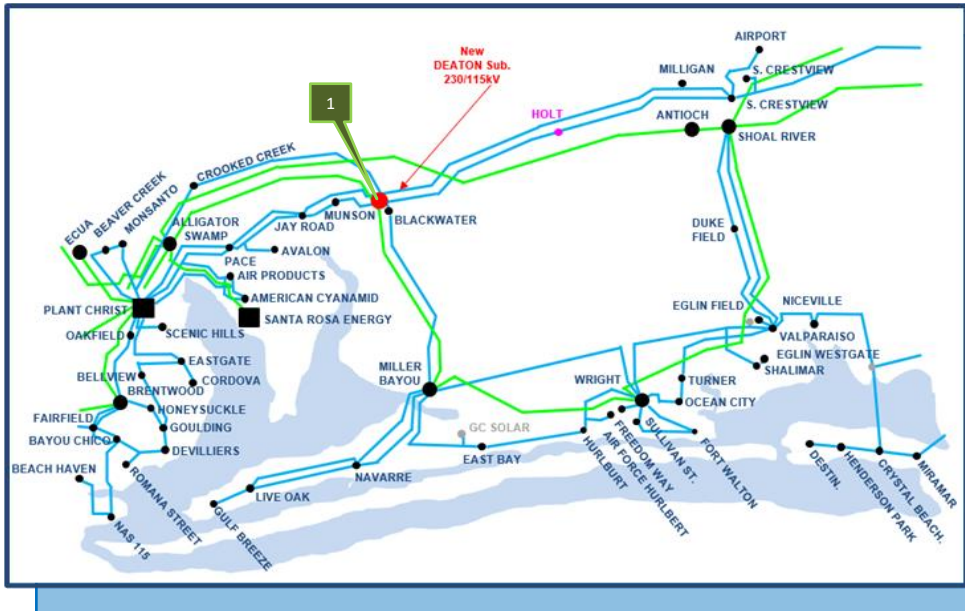 AIRPORT
New
DEATON Sub.
230/115kV
MILLIGAN
S. CRESTVIEW
S. CRESTVIEW
1
HOLT
ANTIOCH
SHOAL RIVER
CROOKED CREEK
BEAVER CREEK
MONSANTO
ECUA
ALLIGATOR
SWAMP
MUNSON
BLACKWATER
JAY ROAD
DUKE
FIELD
AVALON
PACE
AIR PRODUCTS
AMERICAN CYANAMID
SANTA ROSA ENERGY
PLANT CHRIST
EGLIN FIELD
NICEVILLE
OAKFIELD
SCENIC HILLS
VALPARAISO
EGLIN WESTGATE
SHALIMAR
EASTGATE
BELLVIEW
CORDOVA
MILLER
BAYOU
WRIGHT
TURNER
BRENTWOOD
OCEAN CITY
HONEYSUCKLE
FAIRFIELD
GOULDING
BAYOU CHICO
DEVILLIERS
GC SOLAR
EAST BAY
HURLBURT
AIR FORCE HURLBERT
FREEDOM WAY
SULLIVAN ST.
FORT WALTON
BEACH HAVEN
ROMANA STREET
NAVARRE
LIVE OAK
GULF BREEZE
NAS 115
DESTIN.
HENDERSON PARK
CRYSTAL BEACH.
MIRAMAR